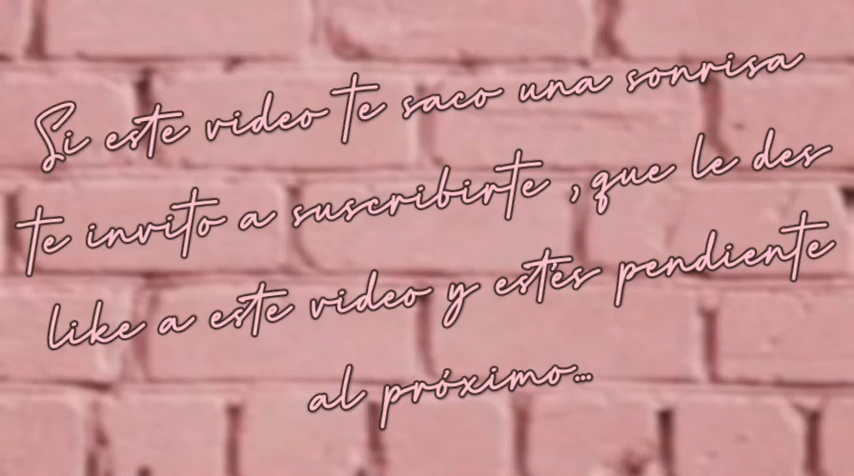 Si este video te saco una sonrisa
te invito a suscribirte , que le des
like a este video y estés pendiente
al próximo...